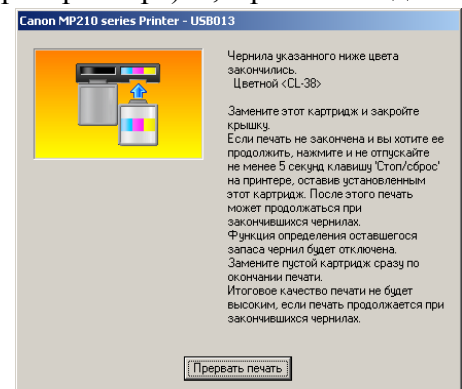 Canon MP210 series Printer - USB013
Чернила указанного ниже цвета
закончились.
Цветной <CL-38>
Замените этот картридж и закройте
крышку.
Если печать не закончена и вы хотите ее
продолжить, нажмите и не отпускайте
не менее 5 секунд клавишу 'Стоп/сброс'
на принтере, оставив установленным
этот картридж. После этого печать
может продолжаться при
закончившихся чернилах.
Функция определения оставшегося
запаса чернил будет отключена.
Замените пустой картридж сразу по
окончании печати.
Итоговое качество печати не будет
высоким, если печать продолжается при
закончившихся чернилах.
Прервать печать